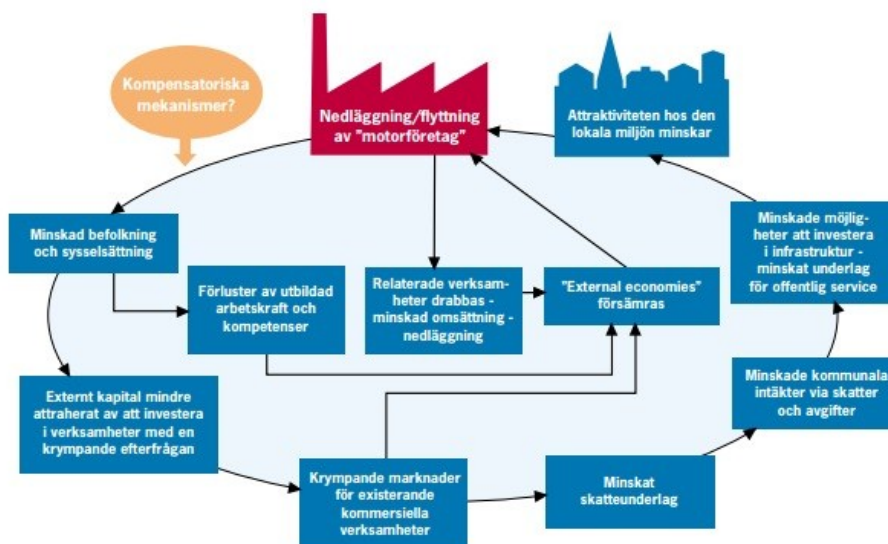 Kompensatoriska
mekanismer?
Nedläggning/flyttning
av "motorföretag"
Attraktiviteten hos den
lokala miljön minskar
Minskad befolkning
och sysselsättning
Förluster av utbildad
arbetskraft och
kompetenser
Relaterade verksam-
heter drabbas -
minskad omsättning -
nedläggning
"External economies"
försämras
Minskade möjlig-
heter att investera
i infrastruktur -
minskat underlag
för offentlig service
Externt kapital mindre
attraherat av att investera
i verksamheter med en
krympande efterfrågan
Krympande marknader
för existerande
kommersiella
verksamheter
Minskat
skatteunderlag
Minskade kommunala
intäkter via skatter
och avgifter